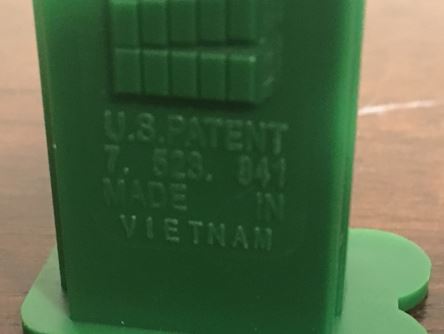 U.S.PATENT
7. 523. 841
MADE IN
VIETNAM